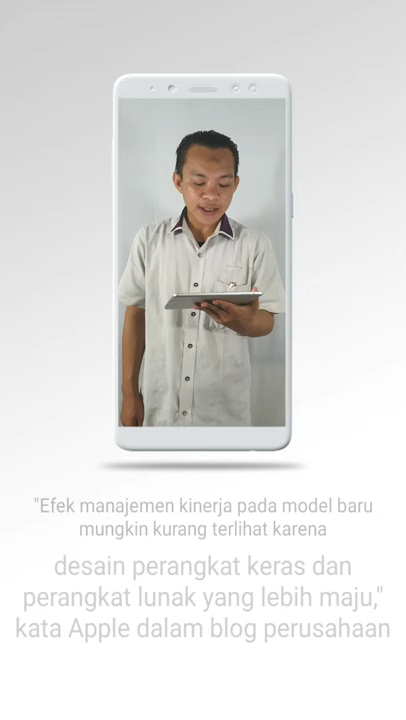 "Efek manajemen kinerja pada model baru
mungkin kurang terlihat karena
desain perangkat keras dan
perangkat lunak yang lebih maju,"
kata Apple dalam blog perusahaan